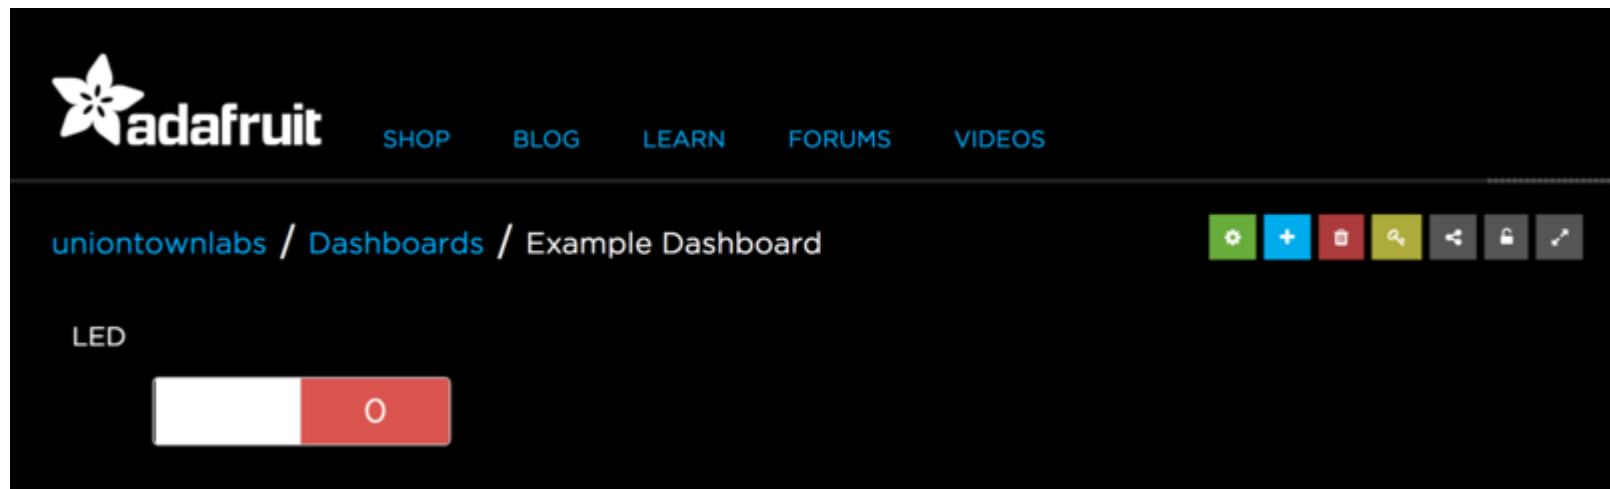 adafruit SHOP BLOG LEARN FORUMS VIDEOS
uniontownlabs / Dashboards / Example Dashboard
LED
0